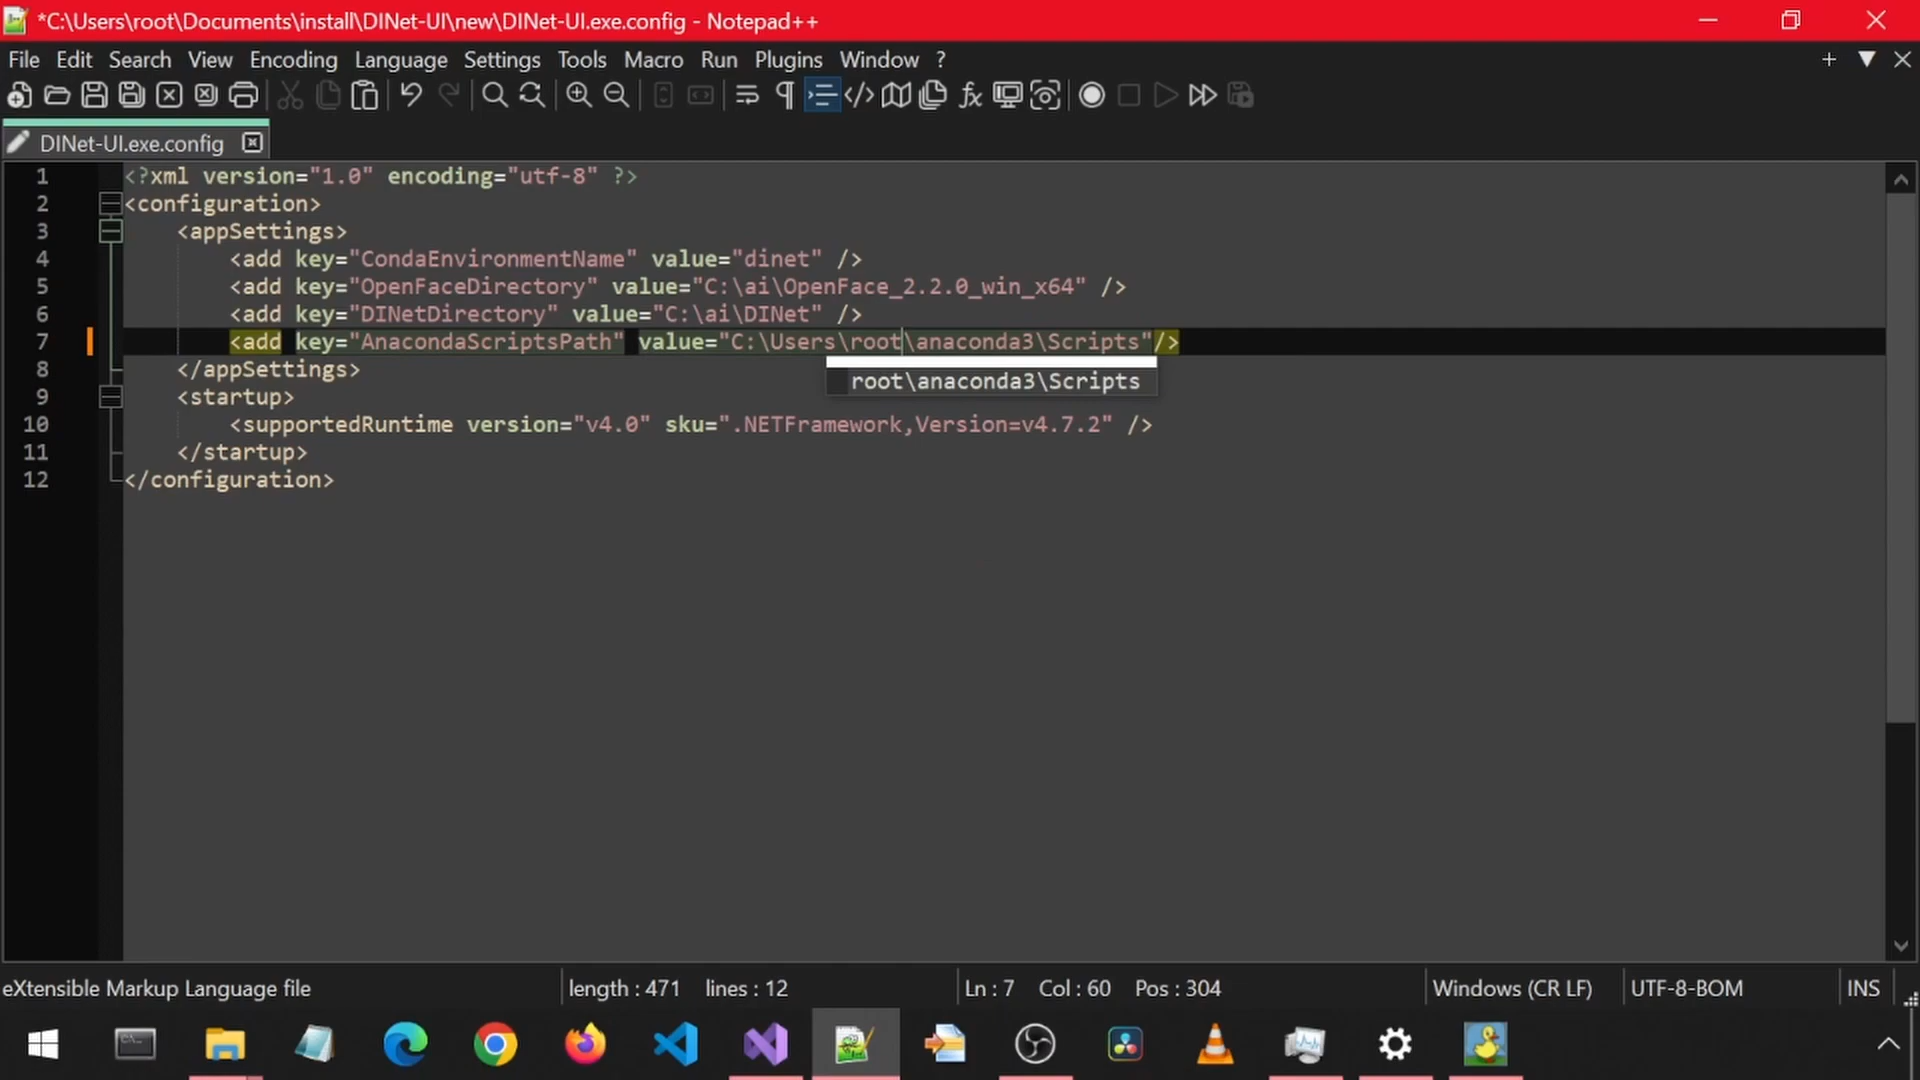 *C:\Users\root\Documents\install\DINet-UI\new\DINet-UI.exe.config - Notepad++
File Edit Search View Encoding Language Settings Tools Macro Run Plugins Window ?
DINet-UI.exe.config
1 <?xml version="1.0" encoding="utf-8" ?>
2 <configuration>
3 <appSettings>
4 <add key="CondaEnvironmentName" value="dinet" />
5 <add key="OpenFaceDirectory" value="C:\ai\OpenFace_2.2.0_win_x64" />
6 <add key="DINetDirectory" value="C:\ai\DINet" />
7 <add key="AnacondaScriptsPath" value="C:\Users\root\anaconda3\Scripts"/>
root\anaconda3\Scripts
8 </appSettings>
9 <startup>
10 <supportedRuntime version="v4.0" sku=".NETFramework,Version=v4.7.2" />
11 </startup>
12 </configuration>
eXtensible Markup Language file length : 471 lines : 12 Ln : 7 Col : 60 Pos : 304 Windows (CR LF) UTF-8-BOM INS